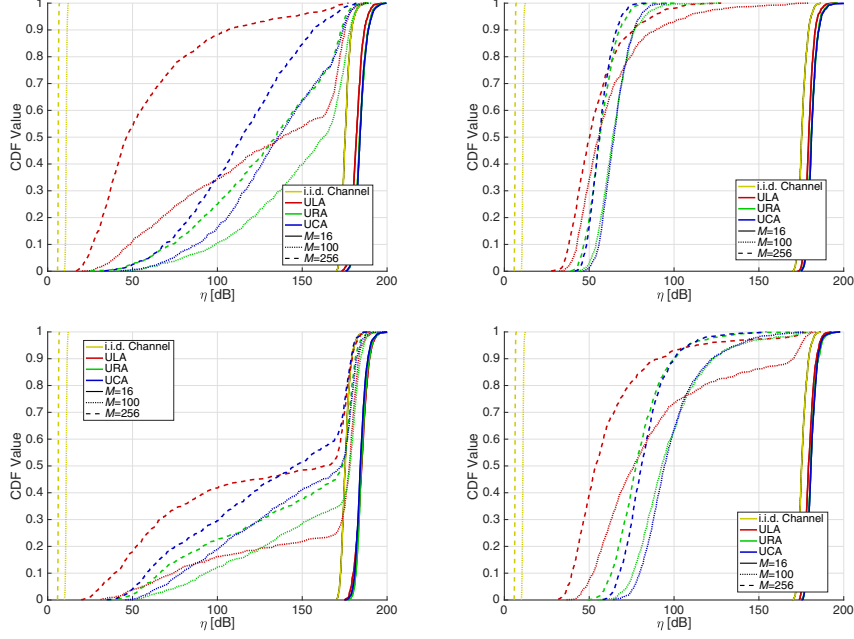 1
0.9
0.8
0.7
0.6
0.5
0.4
0.3
0.2
0.1
0
CDF Value
0 50 100 150 200
η [dB]
i.i.d. Channel
ULA
URA
UCA
M=16
M=100
M=256
1
0.9
0.8
0.7
0.6
0.5
0.4
0.3
0.2
0.1
0
CDF Value
0 50 100 150 200
η [dB]
i.i.d. Channel
ULA
URA
UCA
M=16
M=100
M=256
1
0.9
0.8
0.7
0.6
0.5
0.4
0.3
0.2
0.1
0
CDF Value
0 50 100 150 200
η [dB]
i.i.d. Channel
ULA
URA
UCA
M=16
M=100
M=256
1
0.9
0.8
0.7
0.6
0.5
0.4
0.3
0.2
0.1
0
CDF Value
0 50 100 150 200
η [dB]
i.i.d. Channel
ULA
URA
UCA
M=16
M=100
M=256